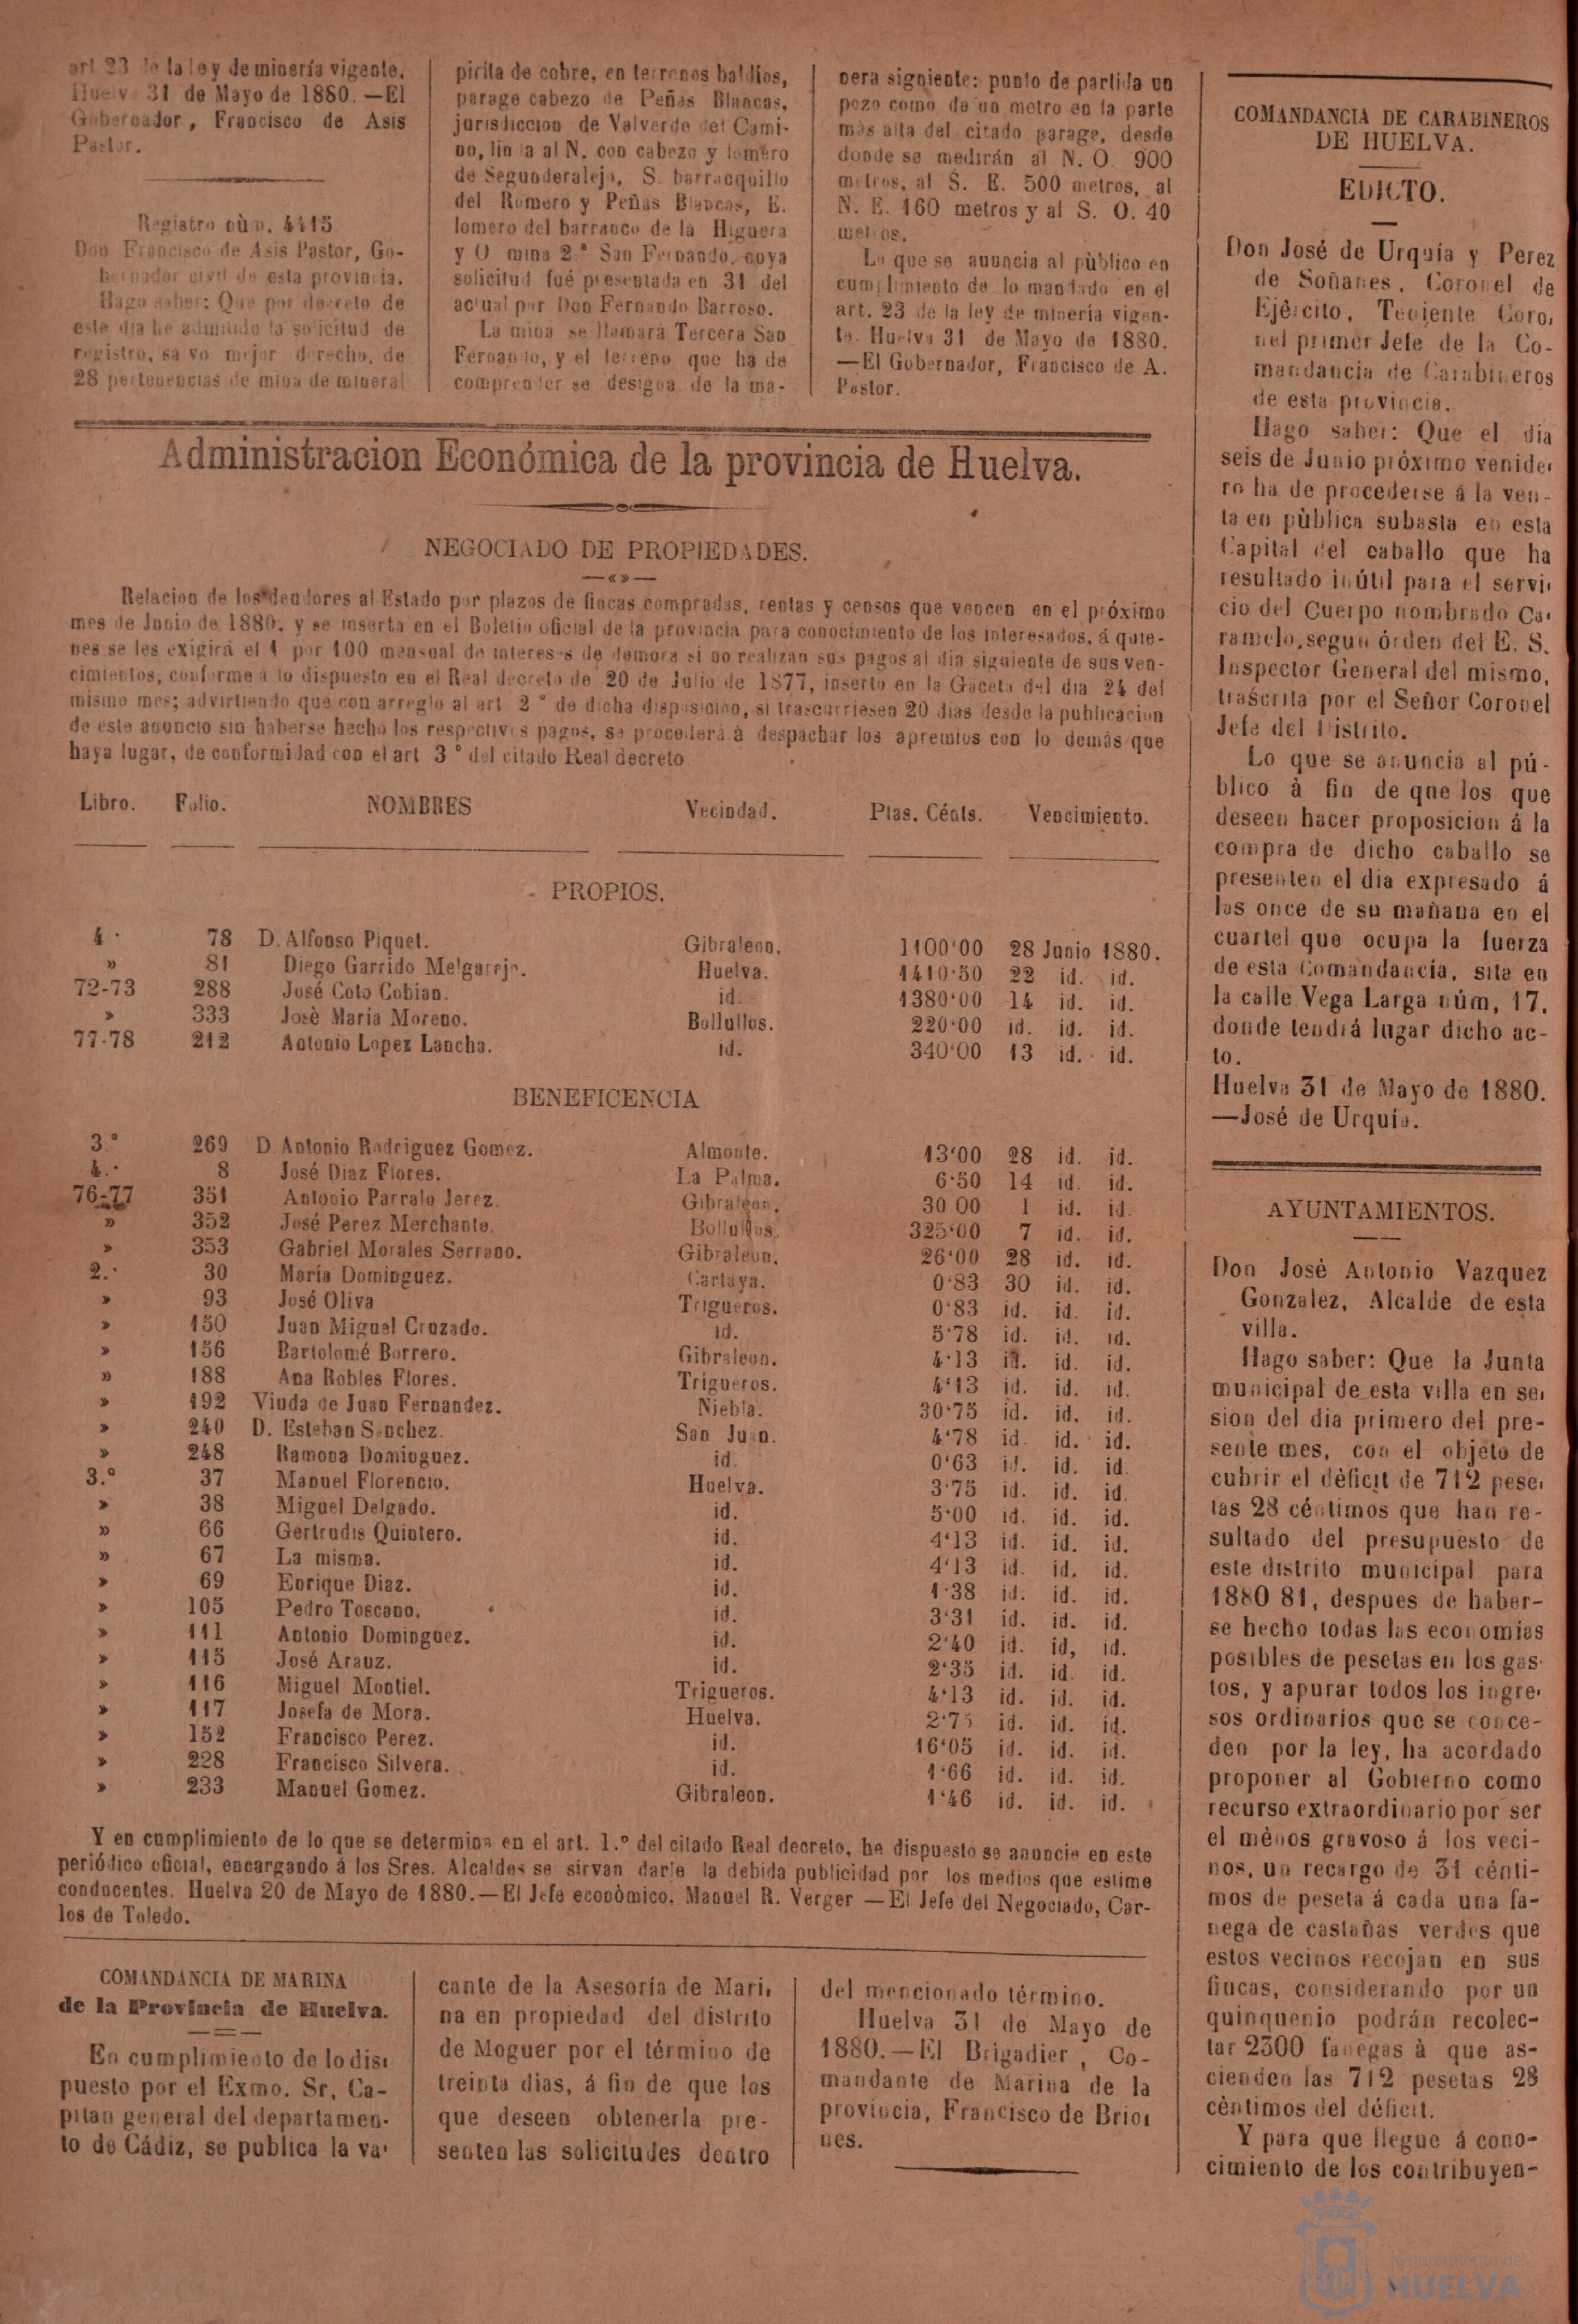 art 23 de la ley de minería vigente.
Huelva 31 de Mayo de 1880. —El
Gobernador, Francisco de Asis
Pastor.
Registro nùm. 4415
Don Francisco de Asis Pastor, Go-
bernador civil de esta provincia.
Hago saber: Que por decreto de
este dia he admitido la solicitud de
registro, salvo mejor derecho, de
28 pertenencias de mina de mineral
pirita de cobre, en terrenos baldíos,
parage cabezo de Peñas Blancas,
jurisdiccion de Valverde del Cami-
no, linda al N. con cabezo y lomero
de Segunderalejo, S. barranquillo
del Romero y Peñas Blancas, E.
lomero del barranco de la Higuera
y O mina 2.ª San Fernando, cuya
solicitud fué presentada en 31 del
actual por Don Fernando Barroso.
La mina se llamará Tercera San
Fernando, y el terreno que ha de
comprender se designa de la ma-
nera siguiente: punto de partida un
pozo como de un metro en la parte
más alta del citado parage, desde
donde se medirán al N. O. 900
metros, al S. E. 500 metros, al
N. E. 160 metros y al S. O. 40
metros.
Lo que se anuncia al pùblico en
cumplimiento de lo mandado en el
art. 23 de la ley de minería vigen-
te. Huelva 31 de Mayo de 1880.
—El Gobernador, Francisco de A.
Pastor.
Administracion Económica de la provincia de Huelva.
NEGOCIADO DE PROPIEDADES.
Relacion de los deudores al Estado por plazos de fincas compradas, rentas y censos que vencen en el próximo
mes de Junio de 1880, y se inserta en el Boletin oficial de la provincia para conocimiento de los interesados, á quie-
nes se les exigirá el 1 por 100 mensual de intereses de demora si no realizan sus pagos al dia siguiente de sus ven-
cimientos, conforme a lo dispuesto en el Real decreto de 20 de Julio de 1877, inserto en la Gaceta del dia 24 del
mismo mes; advirtiendo que con arreglo al art. 2.º de dicha disposicion, si trascurriesen 20 dias desde la publicacion
de este anuncio sin haberse hecho los respectivos pagos, se procederá à despachar los apremios con lo demás que
haya lugar, de conformidad con el art 3.º del citado Real decreto
Libro. Folio. NOMBRES Vecindad. Ptas. Cénts. Vencimiento.
PROPIOS.
4.º 78 D. Alfonso Piquet. Gibraleon. 1100'00 28 Junio 1880.
» 81 Diego Garrido Melgarejo. Huelva. 1410'50 22 id. id.
72-73 288 José Coto Cobian. id. 1380'00 14 id. id.
» 333 Josè María Moreno. Bollullos. 220'00 id. id. id.
77-78 212 Antonio Lopez Lancha. id. 340'00 13 id. id.
BENEFICENCIA
3.º 269 D. Antonio Rodriguez Gomez. Almonte. 13'00 28 id. id.
4.º 8 José Diaz Flores. La Palma. 6'50 14 id. id.
76-77 351 Antonio Parralo Jerez. Gibraleon. 30 00 1 id. id.
» 352 José Perez Merchante. Bollullos. 325'00 7 id. id.
» 353 Gabriel Morales Serrano. Gibraleon. 26'00 28 id. id.
2.º 30 María Dominguez. Cartaya. 0'83 30 id. id.
» 93 José Oliva Trigueros. 0'83 id. id. id.
» 150 Juan Miguel Cruzado. id. 5'78 id. id. id.
» 156 Bartolomé Borrero. Gibraleon. 4'13 id. id. id.
» 188 Ana Robles Flores. Trigueros. 4'13 id. id. id.
» 192 Viuda de Juan Fernandez. Niebla. 30'75 id. id. id.
» 240 D. Esteban Sanchez. San Juan. 4'78 id. id. id.
» 248 Ramona Dominguez. id. 0'63 id. id. id.
3.º 37 Manuel Florencio. Huelva. 3'75 id. id. id.
» 38 Miguel Delgado. id. 5'00 id. id. id.
» 66 Gertrudis Quintero. id. 4'13 id. id. id.
» 67 La misma. id. 4'13 id. id. id.
» 69 Enrique Diaz. id. 1'38 id. id. id.
» 105 Pedro Toscano. id. 3'31 id. id. id.
» 111 Antonio Dominguez. id. 2'40 id. id, id.
» 115 José Arauz. id. 2'35 id. id. id.
» 116 Miguel Montiel. Trigueros. 4'13 id. id. id.
» 117 Josefa de Mora. Huelva. 2'75 id. id. id.
» 152 Francisco Perez. id. 16'05 id. id. id.
» 228 Francisco Silvera. id. 1'66 id. id. id.
» 233 Manuel Gomez. Gibraleon. 1'46 id. id. id.
Y en cumplimiento de lo que se determina en el art. 1.º del citado Real decreto, he dispuesto se anuncie en este
periódico oficial, encargando á los Sres. Alcaldes se sirvan darle la debida publicidad por los medios que estime
conducentes. Huelva 20 de Mayo de 1880.—El Jefe econòmico, Manuel R. Verger —El Jefe del Negociado, Car-
los de Toledo.
COMANDANCIA DE MARINA
de la Provincia de Huelva.
En cumplimiento de lo dis-
puesto por el Exmo. Sr. Ca-
pitan general del departamen-
to de Cádiz, se publica la va-
cante de la Asesoría de Mari-
na en propiedad del distrito
de Moguer por el término de
treinta dias, á fin de que los
que deseen obtenerla pre-
senten las solicitudes dentro
del mencionado término.
Huelva 31 de Mayo de
1880.—El Brigadier, Co-
mandante de Marina de la
provincia, Francisco de Brio-
nes.
COMANDANCIA DE CARABINEROS
DE HUELVA.
EDICTO.
Don José de Urquía y Perez
de Soñanes, Coronel de
Ejército, Teniente Coro-
nel primer Jefe de la Co-
mandancia de Carabineros
de esta provincia.
Hago saber: Que el dia
seis de Junio próximo venide-
ro ha de procederse á la ven-
ta en pùblica subasta en esta
Capital del caballo que ha
resultado inútil para el servi-
cio del Cuerpo nombrado Ca-
ramelo, segun órden del E. S.
Inspector General del mismo,
trascrita por el Señor Coronel
Jefe del Distrito.
Lo que se anuncia al pú-
blico à fin de que los que
deseen hacer proposicion á la
compra de dicho caballo se
presenten el dia expresado á
las once de su mañana en el
cuartel que ocupa la fuerza
de esta Comandancia, sita en
la calle Vega Larga núm, 17,
donde tendrá lugar dicho ac-
to.
Huelva 31 de Mayo de 1880.
—José de Urquía.
AYUNTAMIENTOS.
Don José Antonio Vazquez
Gonzalez, Alcalde de esta
villa.
Hago saber: Que la Junta
municipal de esta villa en se-
sion del dia primero del pre-
sente mes, con el objeto de
cubrir el dèficit de 712 pese-
tas 28 céntimos que han re-
sultado del presupuesto de
este distrito municipal para
1880 81, despues de haber-
se hecho todas las economías
posibles de pesetas en los gas-
tos, y apurar todos los ingre-
sos ordinarios que se conce-
den por la ley, ha acordado
proponer al Gobierno como
recurso extraordinario por ser
el mènos gravoso á los veci-
nos, un recargo de 31 cénti-
mos de peseta á cada una fa-
nega de castañas verdes que
estos vecinos recojan en sus
fincas, considerando por un
quinquenio podrán recolec-
tar 2300 fanegas à que as-
cienden las 712 pesetas 28
cèntimos del déficit.
Y para que llegue á cono-
cimiento de los contribuyen-
Ayuntamiento de
HUELVA